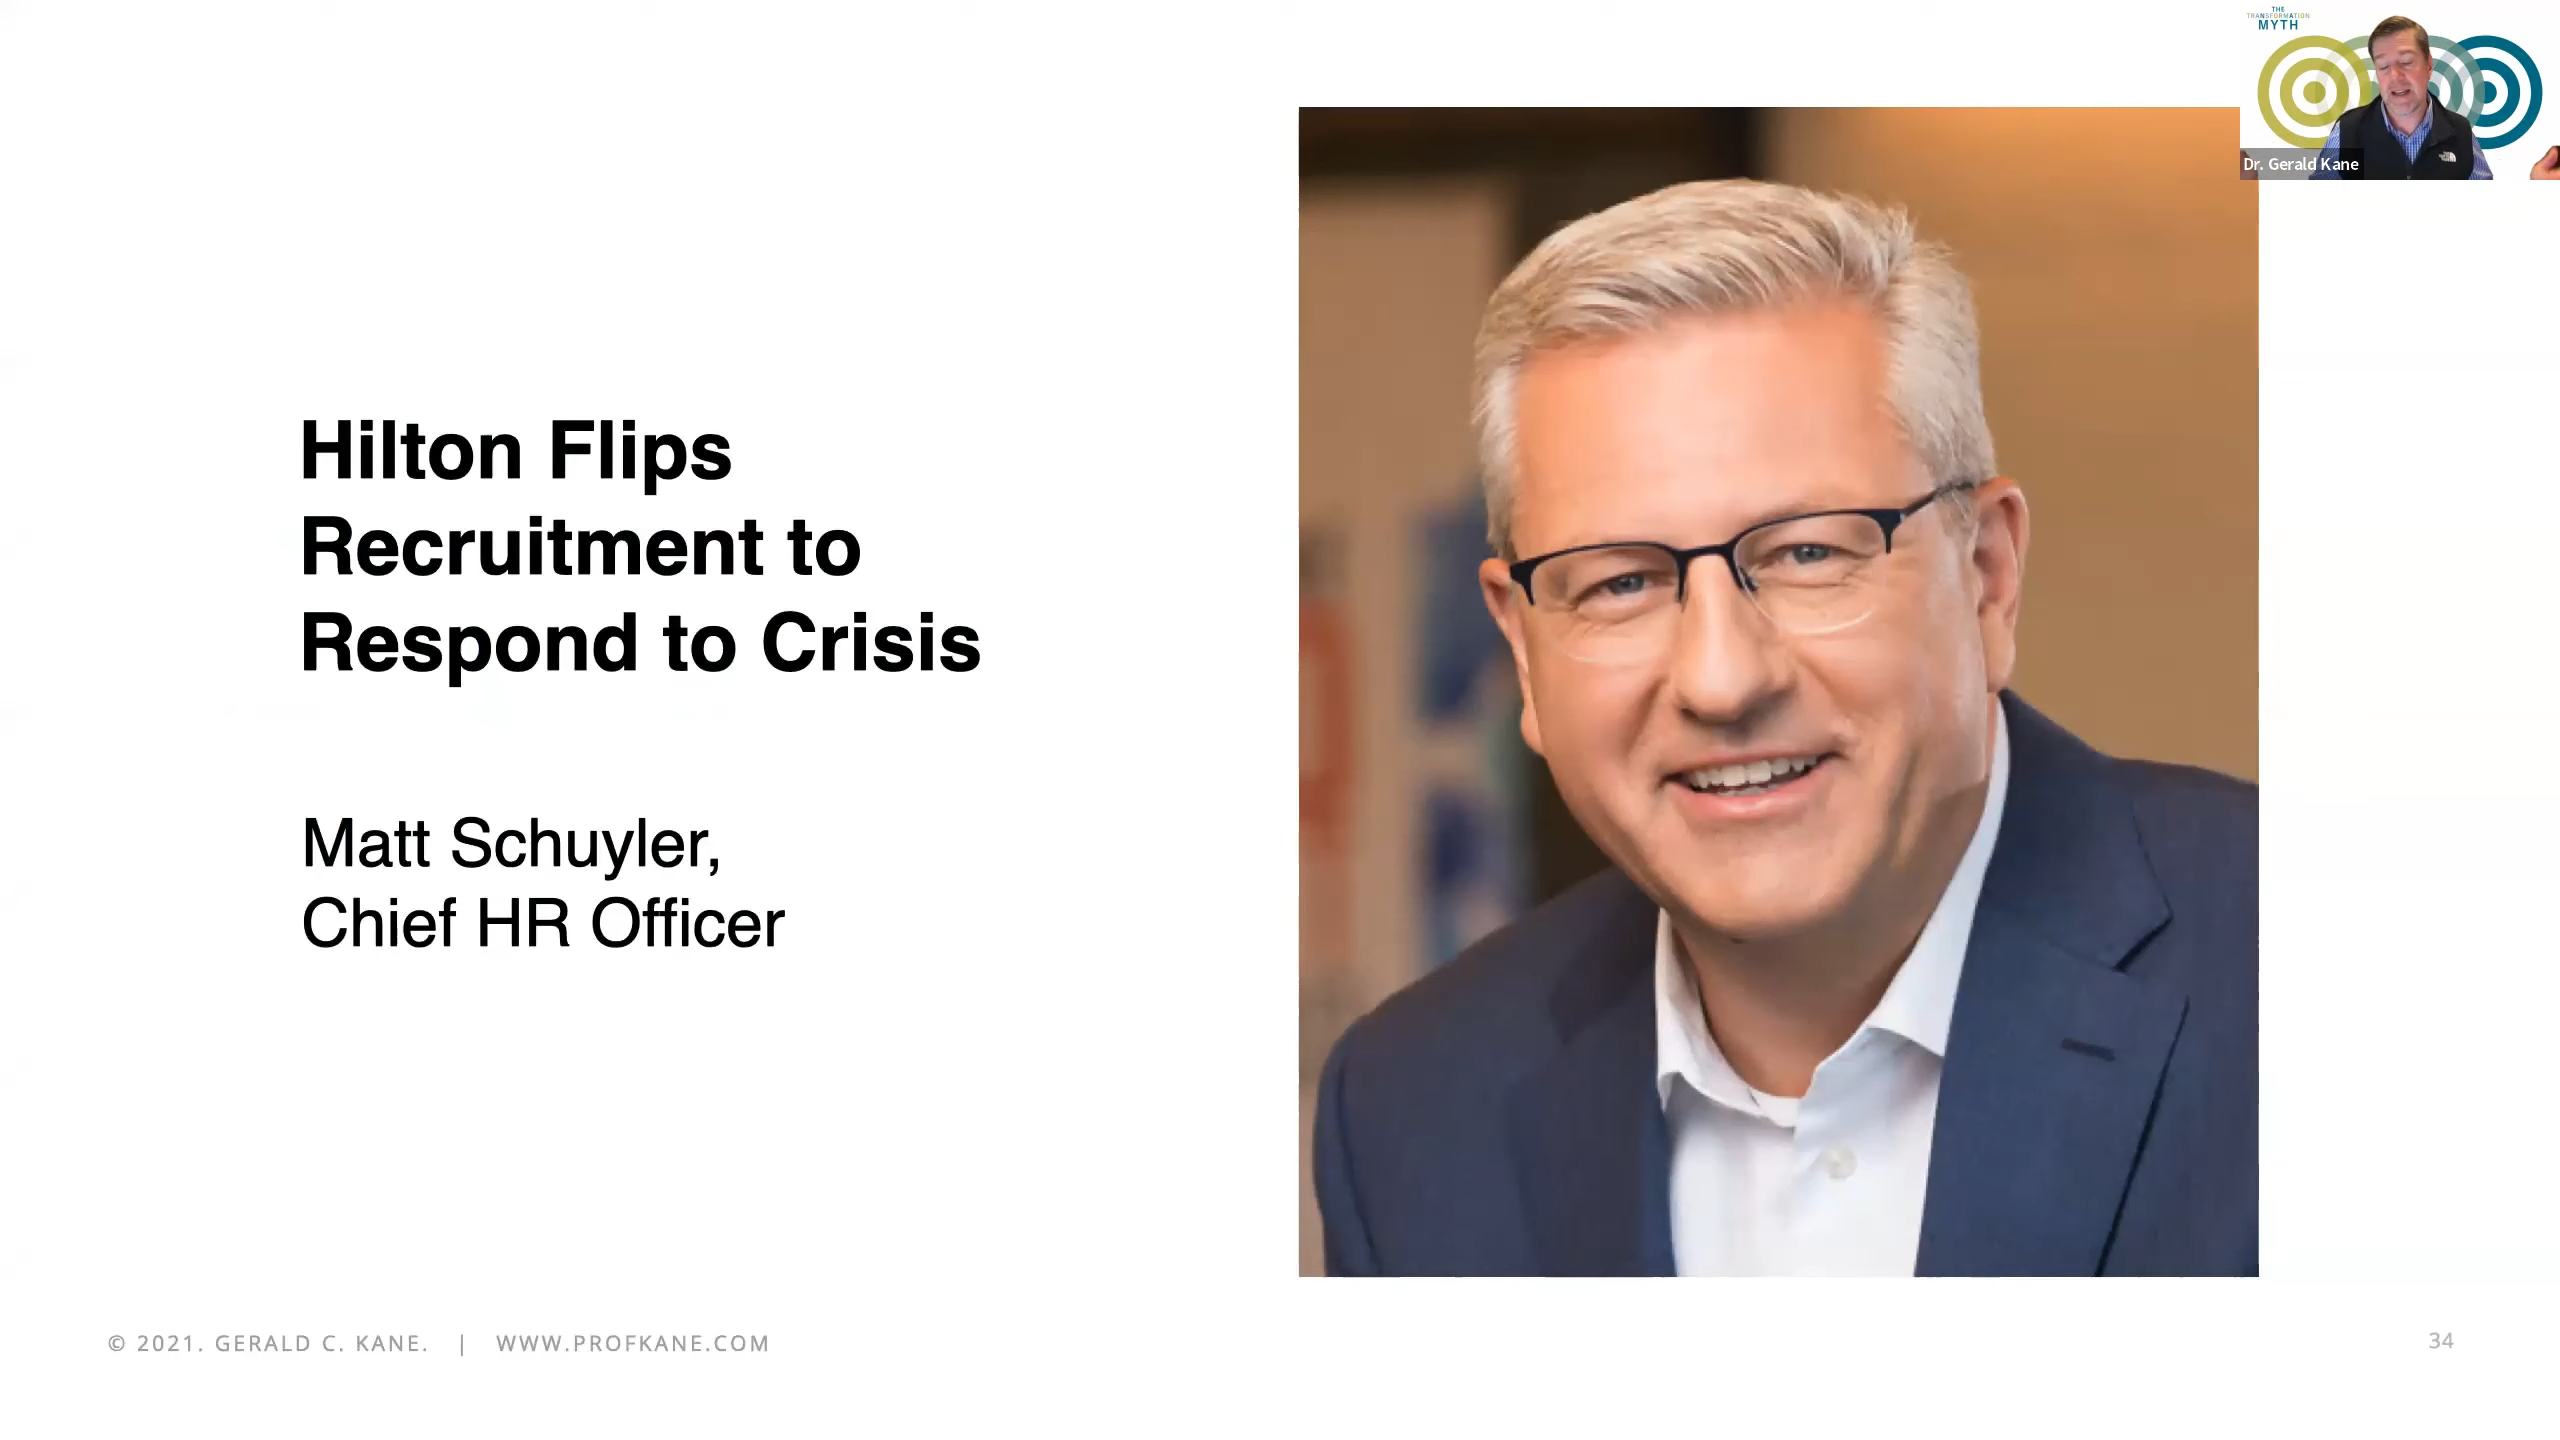 THE
TRANSFORMATION
MYTH
Dr. Gerald Kane
Hilton Flips
Recruitment to
Respond to Crisis
Matt Schuyler,
Chief HR Officer
© 2021. GERALD C. KANE. | WWW.PROFKANE.COM
34